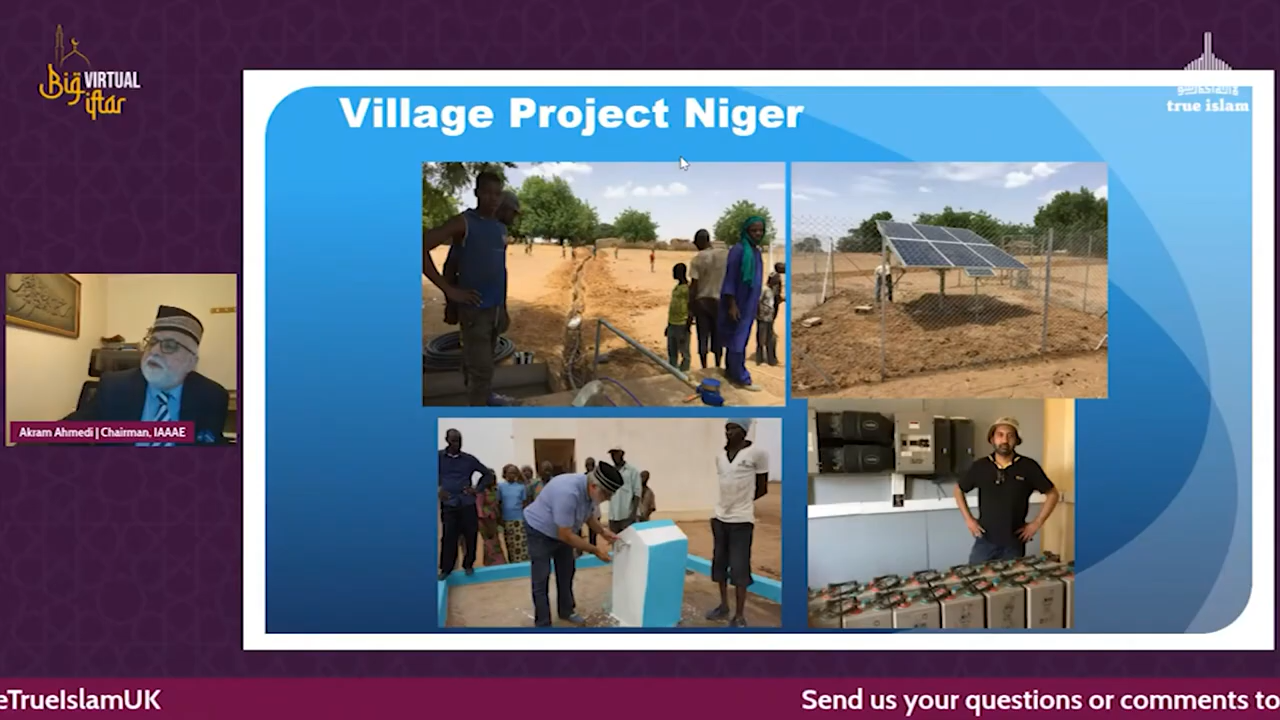 Big VIRTUAL
iftar
true islam
Village Project Niger
Akram Ahmedi | Chairman, IAAAE
eTrueIslamUK
Send us your questions or comments to